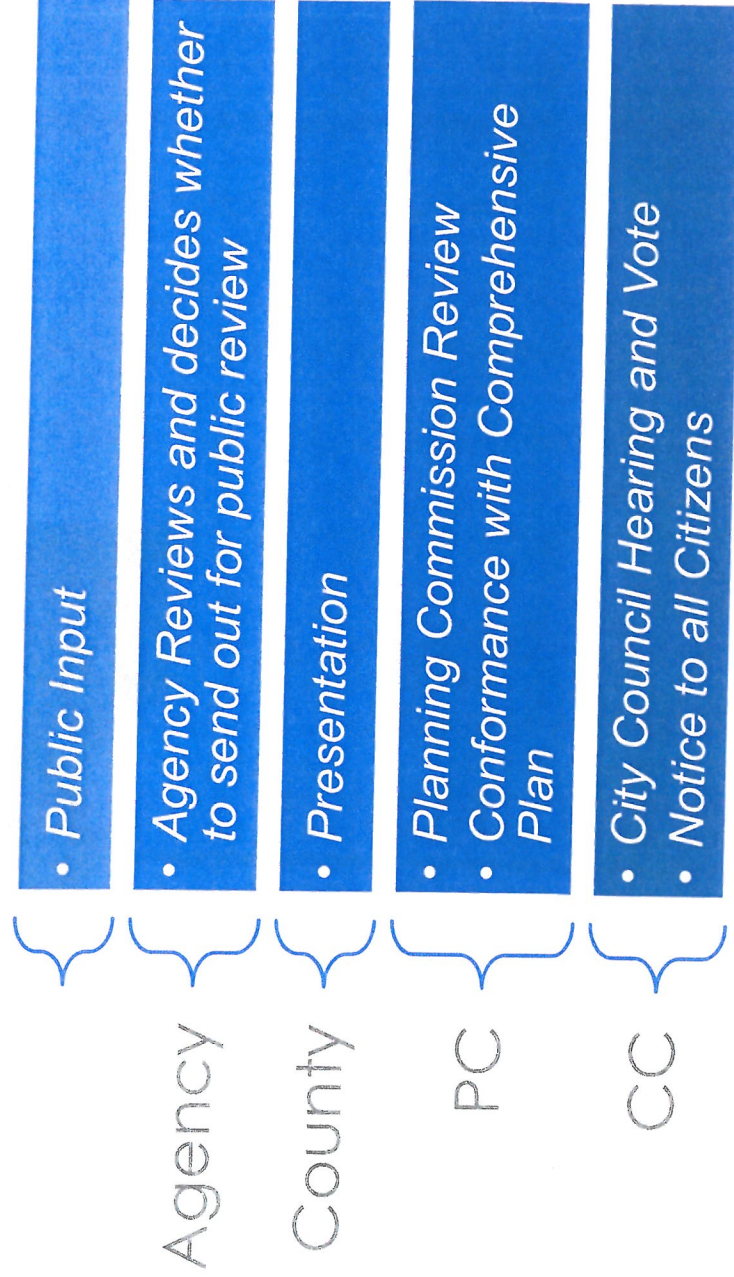 • Public Input
Agency
• Agency Reviews and decides whether
to send out for public review
County
• Presentation
PC
• Planning Commission Review
• Conformance with Comprehensive
Plan
CC
• City Council Hearing and Vote
• Notice to all Citizens